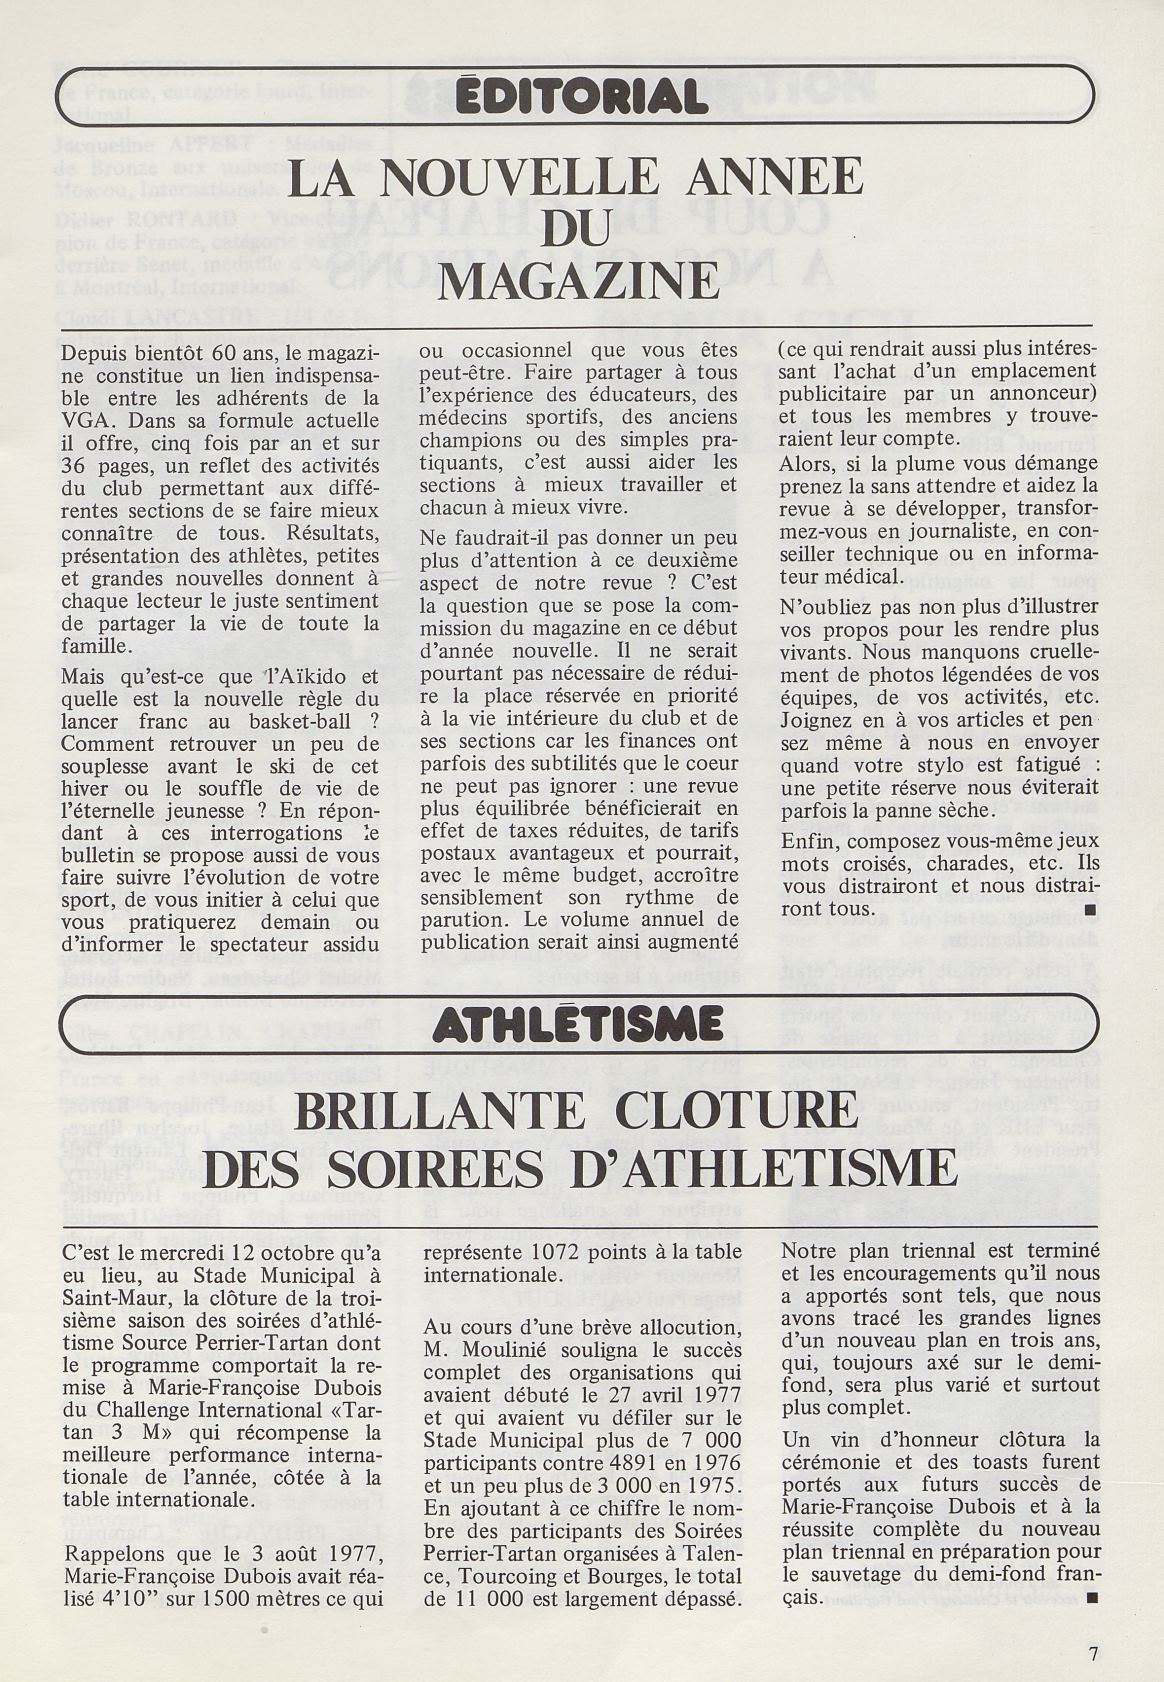 ÉDITORIAL
LA NOUVELLE ANNEE
DU
MAGAZINE
Depuis bientôt 60 ans, le magazi-
ne constitue un lien indispensa-
ble entre les adhérents de la
VGA. Dans sa formule actuelle
il offre, cinq fois par an et sur
36 pages, un reflet des activités
du club permettant aux diffé-
rentes sections de se faire mieux
connaître de tous. Résultats,
présentation des athlètes, petites
et grandes nouvelles donnent à
chaque lecteur le juste sentiment
de partager la vie de toute la
famille.
Mais qu'est-ce que l'Aïkido et
quelle est la nouvelle règle du
lancer franc au basket-ball ?
Comment retrouver un peu de
souplesse avant le ski de cet
hiver ou le souffle de vie de
l'éternelle jeunesse ? En répon-
dant à ces interrogations le
bulletin se propose aussi de vous
faire suivre l'évolution de votre
sport, de vous initier à celui que
vous pratiquerez demain ou
d'informer le spectateur assidu
ou occasionnel que vous êtes
peut-être. Faire partager à tous
l'expérience des éducateurs, des
médecins sportifs, des anciens
champions ou des simples pra-
tiquants, c'est aussi aider les
sections à mieux travailler et
chacun à mieux vivre.
Ne faudrait-il pas donner un peu
plus d'attention à ce deuxième
aspect de notre revue ? C'est
la question que se pose la com-
mission du magazine en ce début
d'année nouvelle. Il ne serait
pourtant pas nécessaire de rédui-
re la place réservée en priorité
à la vie intérieure du club et de
ses sections car les finances ont
parfois des subtilités que le coeur
ne peut pas ignorer : une revue
plus équilibrée bénéficierait en
effet de taxes réduites, de tarifs
postaux avantageux et pourrait,
avec le même budget, accroître
sensiblement son rythme de
parution. Le volume annuel de
publication serait ainsi augmenté
(ce qui rendrait aussi plus intéres-
sant l'achat d'un emplacement
publicitaire par un annonceur)
et tous les membres y trouve-
raient leur compte.
Alors, si la plume vous démange
prenez la sans attendre et aidez la
revue à se développer, transfor-
mez-vous en journaliste, en con-
seiller technique ou en informa-
teur médical.
N'oubliez pas non plus d'illustrer
vos propos pour les rendre plus
vivants. Nous manquons cruelle-
ment de photos légendées de vos
équipes, de vos activités, etc.
Joignez en à vos articles et pen
sez même à nous en envoyer
quand votre stylo est fatigué :
une petite réserve nous éviterait
parfois la panne sèche.
Enfin, composez vous-même jeux
mots croisés, charades, etc. Ils
vous distrairont et nous distrai-
ront tous. ■
ATHLÉTISME
BRILLANTE CLOTURE
DES SOIREES D'ATHLETISME
C'est le mercredi 12 octobre qu'a
eu lieu, au Stade Municipal à
Saint-Maur, la clôture de la troi-
sième saison des soirées d'athlé-
tisme Source Perrier-Tartan dont
le programme comportait la re-
mise à Marie-Françoise Dubois
du Challenge International «Tar-
tan 3 M» qui récompense la
meilleure performance interna-
tionale de l'année, côtée à la
table internationale.
Rappelons que le 3 août 1977,
Marie-Françoise Dubois avait réa-
lisé 4'10" sur 1500 mètres ce qui
représente 1072 points à la table
internationale.
Au cours d'une brève allocution,
M. Moulinié souligna le succès
complet des organisations qui
avaient débuté le 27 avril 1977
et qui avaient vu défiler sur le
Stade Municipal plus de 7 000
participants contre 4891 en 1976
et un peu plus de 3 000 en 1975.
En ajoutant à ce chiffre le nom-
bre des participants des Soirées
Perrier-Tartan organisées à Talen-
ce, Tourcoing et Bourges, le total
de 11 000 est largement dépassé.
Notre plan triennal est terminé
et les encouragements qu'il nous
a apportés sont tels, que nous
avons tracé les grandes lignes
d'un nouveau plan en trois ans,
qui, toujours axé sur le demi-
fond, sera plus varié et surtout
plus complet.
Un vin d'honneur clôtura la
cérémonie et des toasts furent
portés aux futurs succès de
Marie-Françoise Dubois et à la
réussite complète du nouveau
plan triennal en préparation pour
le sauvetage du demi-fond fran-
çais. ■
7